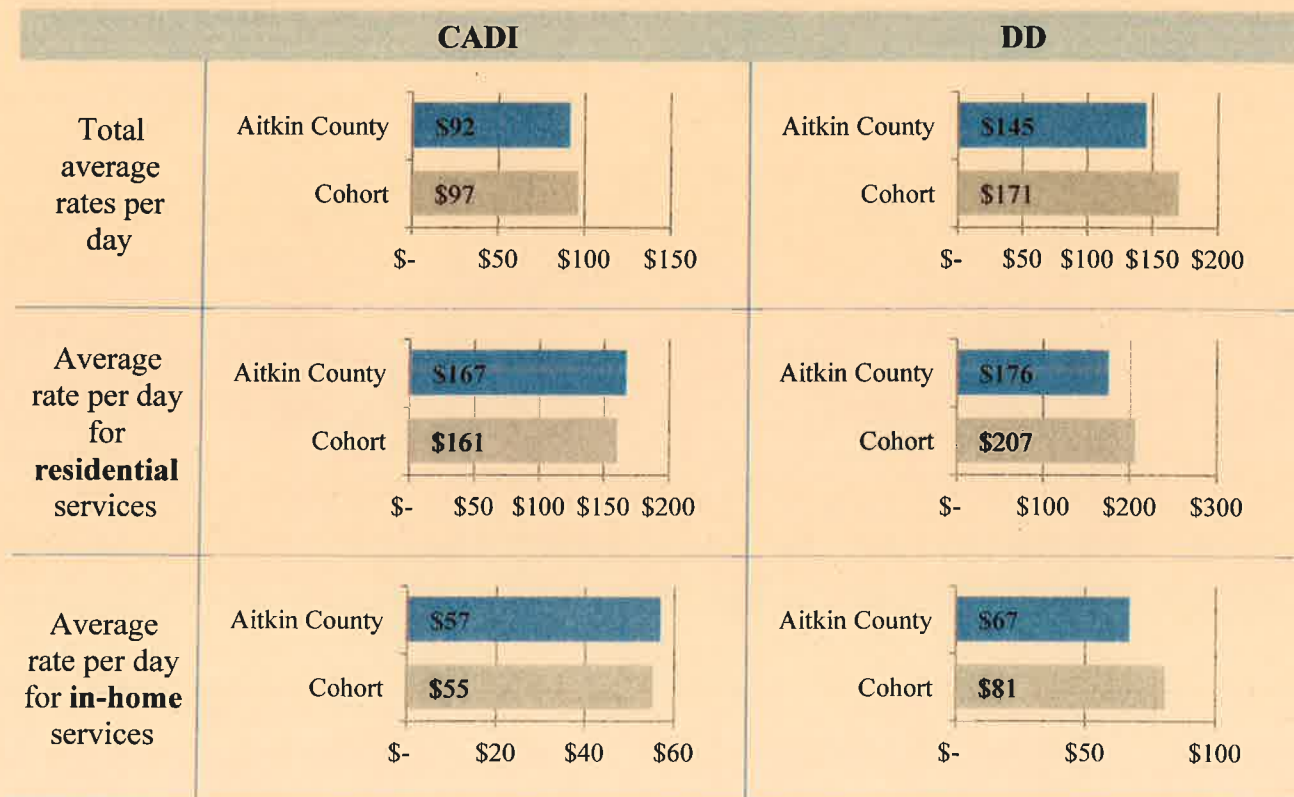 CADI DD
Total
average
rates per
day
Aitkin County $92
Cohort $97
$- $50 $100 $150
Aitkin County $145
Cohort $171
$- $50 $100 $150 $200
Average
rate per day
for
residential
services
Aitkin County $167
Cohort $161
$- $50 $100 $150 $200
Aitkin County $176
Cohort $207
$- $100 $200 $300
Average
rate per day
for in-home
services
Aitkin County $57
Cohort $55
$- $20 $40 $60
Aitkin County $67
Cohort $81
$- $50 $100